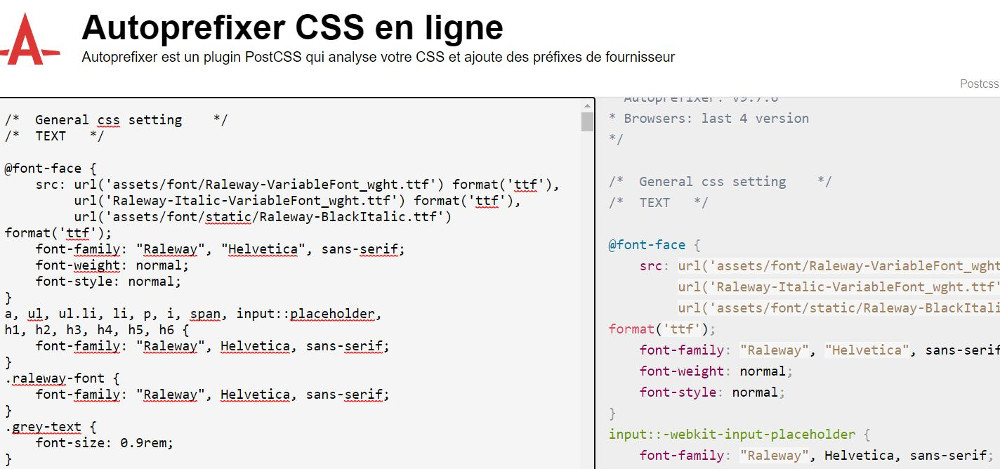 Autoprefixer CSS en ligne
Autoprefixer est un plugin PostCSS qui analyse votre CSS et ajoute des préfixes de fournisseur
Postcss
/*  General css setting    */
/*  TEXT   */
@font-face {
    src: url('assets/font/Raleway-VariableFont_wght.ttf') format('ttf'),
         url('Raleway-Italic-VariableFont_wght.ttf') format('ttf'),
         url('assets/font/static/Raleway-BlackItalic.ttf')
format('ttf');
    font-family: "Raleway", "Helvetica", sans-serif;
    font-weight: normal;
    font-style: normal;
}
a, ul, ul.li, li, p, i, span, input::placeholder,
h1, h2, h3, h4, h5, h6 {
    font-family: "Raleway", Helvetica, sans-serif;
}
.raleway-font {
    font-family: "Raleway", Helvetica, sans-serif;
}
.grey-text {
    font-size: 0.9rem;
}
Autoprefixer: v9.7.6
* Browsers: last 4 version
*/
/*  General css setting    */
/*  TEXT   */
@font-face {
    src: url('assets/font/Raleway-VariableFont_wght
         url('Raleway-Italic-VariableFont_wght.ttf'
         url('assets/font/static/Raleway-BlackItali
format('ttf');
    font-family: "Raleway", "Helvetica", sans-serif
    font-weight: normal;
    font-style: normal;
}
input::-webkit-input-placeholder {
    font-family: "Raleway", Helvetica, sans-serif;